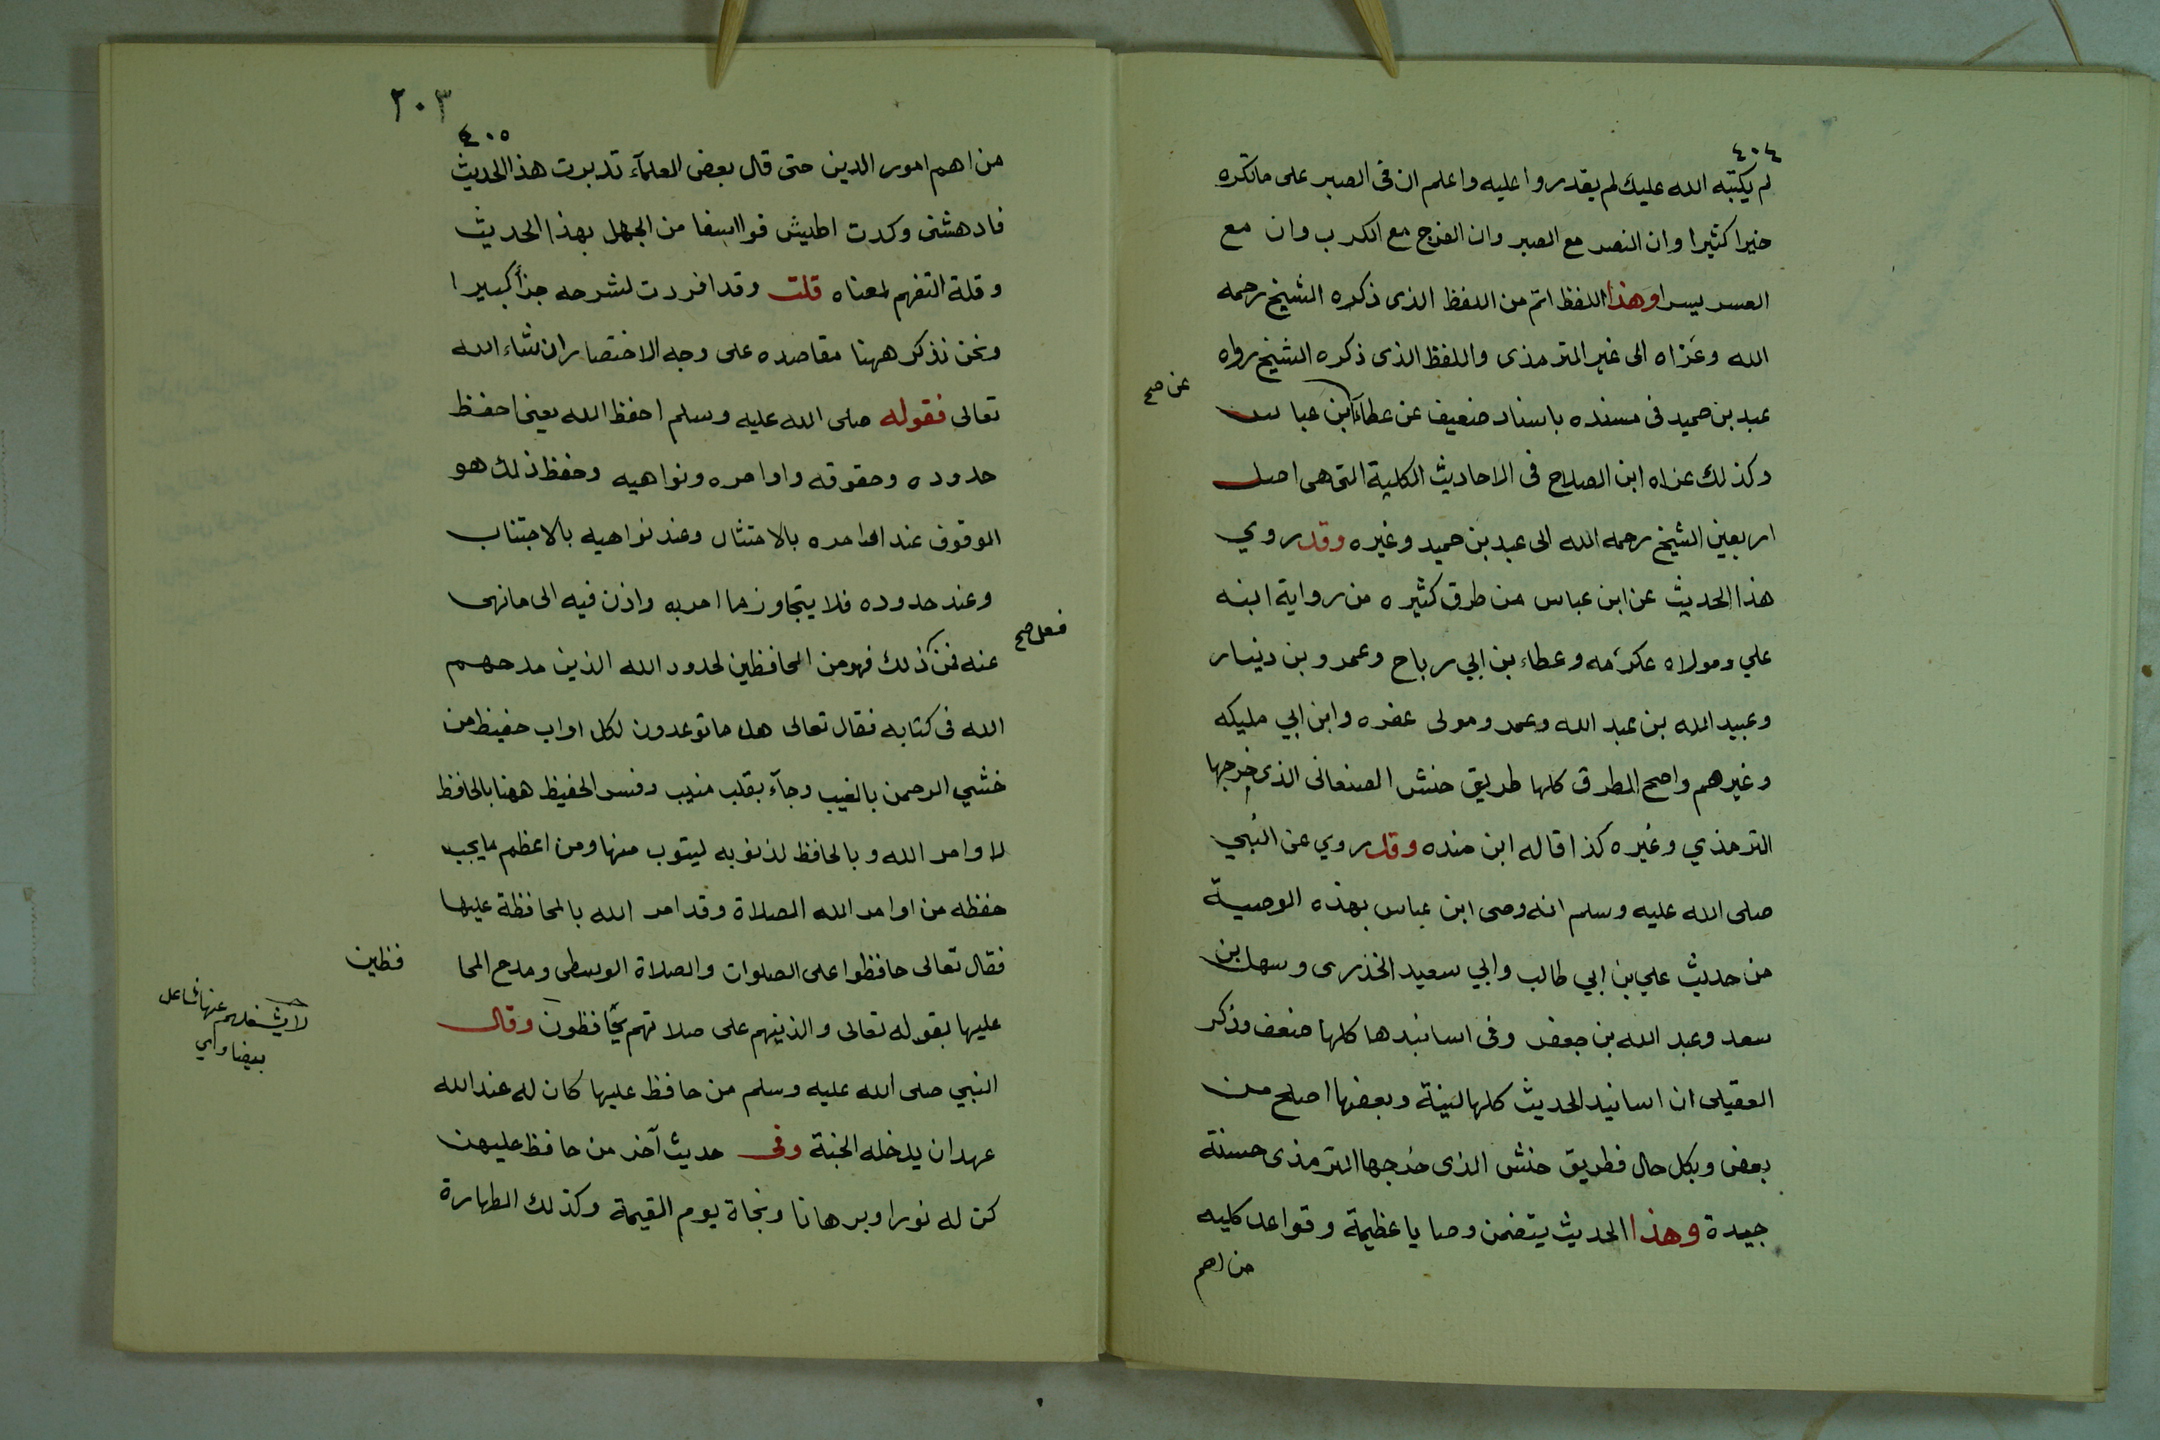 ٤٠٤
لم يكتبه الله عليك لم يقدروا عليه واعلم ان فى الصبر على ما تكره
خيرا كثيرا وان النصر مع الصبر وان الفرج مع الكرب وان مع
العسر يسرا وهذا اللفظ اتم من اللفظ الذى ذكره الشيخ رحمه
الله وعزاه الى غير الترمذى واللفظ الذى ذكره الشيخ رواه
عبد بن حميد فى مسنده باسناد ضعيف عن عطاء ابن عباس
عن صح
وكذلك عزاه ابن الصلاح فى الاحاديث الكلية التى هى اصل
اربعين الشيخ رحمه الله الى عبد بن حميد وغيره وقد روي
هذا الحديث عن ابن عباس من طرق كثيره من رواية ابنه
علي ومولاه عكرمه وعطاء بن ابي رباح وعمرو بن دينار
وعبيد الله بن عبد الله وعمرو مولى عفره وابن ابي مليكه
وغيرهم واصح الطرق كلها طريق حنش الصنعانى الذى خرجها
الترمذي وغيره كذا قاله ابن منده وقد روي عن النبي
صلى الله عليه وسلم انه وصى ابن عباس بهذه الوصية
من حديث علي بن ابي طالب وابي سعيد الخذرى وسهل بن
سعد وعبد الله بن جعفر وفى اسانيدها كلها ضعف وذكر
العقيلى ان اسانيد الحديث كلها لينة وبعضها اصلح من
بعض وبكل حال فطريق حنش الذى خرجها الترمذى حسنة
جيدة وهذا الحديث يتضمن وصايا عظيمة وقواعد كليه
من اهم
٢٠٣
٤٠٥
من اهم امور الدين حتى قال بعض العلمآء تدبرت هذا الحديث
فادهشنى وكدت اطيش فوااسفا من الجهل بهذا الحديث
وقلة التفهم لمعناه قلت وقد افردت لشرحه جزأ كبيرا
ونحن نذكر ههنا مقاصده على وجه الاختصار ان شاء الله
تعالى فقوله صلى الله عليه وسلم احفظ الله يعنى احفظ
حدوده وحقوقه واوامره ونواهيه وحفظ ذلك هو
الوقوف عند اوامره بالامتثال وعند نواهيه بالاجتناب
وعند حدوده فلا يتجاوز ما امر به واذن فيه الى ما نهى
عنه فمن ذلك فهو من المحافظين لحدود الله الذين مدحهم
فعل صح
الله فى كتابه فقال تعالى هل ما توعدون لكل اواب حفيظ من
خشي الرحمن بالغيب وجآء بقلب منيب وفسر الحفيظ ههنا بالحافظ
لاوامر الله وبالحافظ لذنوبه ليتوب منها ومن اعظم ما يجب
حفظه من اوامر الله الصلاة وقد امر الله بالمحافظة عليها
فقال تعالى حافظوا على الصلوات والصلاة الوسطى ومدح المحا
فظين
عليها بقوله تعالى والذينهم على صلاتهم يحافظون وقال
لا يشغلهم عنها شاغل
بيضاوي
النبي صلى الله عليه وسلم من حافظ عليها كان له عند الله
عهد ان يدخله الجنة وفى حديث آخر من حافظ عليهن
كن له نورا وبرهانا ونجاة يوم القيمة وكذلك الطهارة